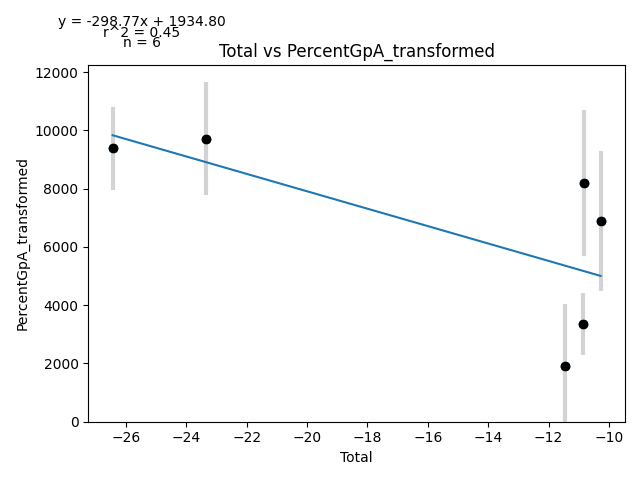 y = -298.77x + 1934.80
r^2 = 0.45
n = 6
Total vs PercentGpA_transformed
PercentGpA_transformed
12000
10000
8000
6000
4000
2000
0
−26 −24 −22 −20 −18 −16 −14 −12 −10
Total